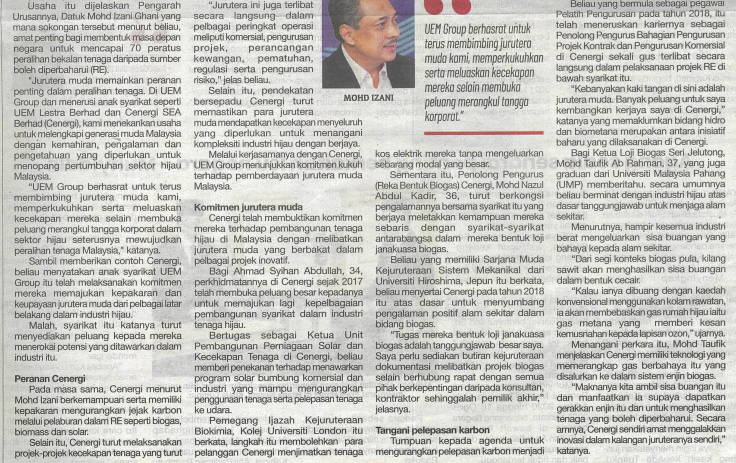 Usaha itu dijelaskan Pengarah
Urusannya, Datuk Mohd Izani Ghani yang
mana sokongan tersebut menurut beliau,
amat penting bagi membentuk masa depan
negara untuk mencapai 70 peratus
peralihan bekalan tenaga daripada sumber
boleh diperbaharui (RE).
"Jurutera muda memainkan peranan
penting dalam peralihan tenaga. Di UEM
Group dan menerusi anak syarikat seperti
UEM Lestra Berhad dan Cenergi SEA
Berhad (Cenergi), kami menekankan usaha
untuk melengkapi generasi muda Malaysia
dengan kemahiran, pengalaman dan
pengetahuan yang diperlukan untuk
menopang pertumbuhan sektor hijau
Malaysia.
"UEM Group berhasrat untuk terus
membimbing jurutera muda kami,
memperkukuhkan serta meluaskan
kecekapan mereka selain membuka
peluang merangkul tangga korporat dalam
sektor hijau seterusnya mewujudkan
peralihan tenaga Malaysia," katanya.
Sambil memberikan contoh Cenergi,
beliau menyatakan anak syarikat UEM
Group itu telah melaksanakan komitmen
mereka memajukan kepakaran dan
keupayaan jurutera muda dari pelbagai latar
belakang dalam industri hijau.
Malah, syarikat itu katanya turut
menyediakan peluang kepada mereka
meneroka potensi yang ditawarkan dalam
industri itu.
Peranan Cenergi
Pada masa sama, Cenergi menurut
Mohd Izani berkemampuan serta memiliki
kepakaran mengurangkan jejak karbon
melalui pelaburan dalam RE seperti biogas,
biomas dan solar.
Selain itu, Cenergi turut melaksanakan
projek-projek kecekapan tenaga yang turut
"Jurutera ini juga turut terlibat
secara langsung dalam
pelbagai peringkat operasi
meliputi komersial, pengurusan
projek, perancangan
kewangan, pematuhan,
regulasi serta pengurusan
risiko," jelas beliau.
Selain itu, pendekatan
bersepadu Cenergi turut
memastikan para jurutera
muda mendapatkan kecekapan menyeluruh
yang diperlukan untuk menangani
kompleksiti industri hijau dengan berjaya.
Melalui kerjasamanya dengan Cenergi,
UEM Group menunjukkan komitmen kukuh
terhadap pemberdayaan jurutera muda
Malaysia.
Komitmen jurutera muda
Cenergi telah membuktikan komitmen
mereka terhadap pembangunan tenaga
hijau di Malaysia dengan melibatkan
jurutera muda yang berbakat dalam
pelbagai projek inovatif.
Bagi Ahmad Syihan Abdullah, 34,
perkhidmatannya di Cenergi sejak 2017
telah membuka peluang besar kepadanya
untuk memajukan lagi kepelbagaian
pembangunan syarikat dalam industri
tenaga hijau.
Bertugas sebagai Ketua Unit
Pembangunan Perniagaan Solar dan
Kecekapan Tenaga di Cenergi, beliau
memberi penekanan terhadap menawarkan
program solar bumbung komersial dan
industri yang mampu mengurangkan
penggunaan tenaga serta pelepasan tenaga
ke udara.
Pemegang Ijazah Kejuruteraan
Biokimia, Kolej Universiti London itu
berkata, langkah itu membolehkan para
pelanggan Cenergi menjimatkan tenaga
MOHD IZANI
UEM Group berhasrat untuk
terus membimbing jurutera
muda kami, memperkukuhkan
serta meluaskan kecekapan
mereka selain membuka
peluang merangkul tangga
korporat."
kos elektrik mereka tanpa mengeluarkan
sebarang modal yang besar.
Sementara itu, Penolong Pengurus
(Reka Bentuk Biogas) Cenergi, Mohd Nazul
Abdul Kadir, 36, turut berkongsi
pengalamannya bersama syarikat itu yang
berjaya meletakkan kemampuan mereka
sebaris dengan syarikat-syarikat
antarabangsa dalam mereka bentuk loji
janakuasa biogas.
Beliau yang memiliki Sarjana Muda
Kejuruteraan Sistem Mekanikal dari
Universiti Hiroshima, Jepun itu berkata,
beliau menyertai Cenergi pada tahun 2018
itu atas dasar untuk menyumbang
pengalaman positif alam sekitar dalam
bidang biogas.
"Tugas mereka bentuk loji janakuasa
biogas adalah tanggungjawab besar saya.
Saya perlu sediakan butiran kejuruteraan
dokumentasi melibatkan projek biogas
selain berhubung rapat dengan semua
pihak berkepentingan daripada konsultan,
kontraktor sehinggalah pemilik akhir,"
jelasnya.
Tangani pelepasan karbon
Tumpuan kepada agenda untuk
mengurangkan pelepasan karbon menjadi
Beliau yang bermula sebagai pegawai
Pelatih Pengurusan pada tahun 2018, itu
telah meneruskan kariernya sebagai
Penolong Pengurus Bahagian Pengurusan
Projek Kontrak dan Pengurusan Komersial
di Cenergi sekali gus terlibat secara
langsung dalam pelaksanaan projek RE di
bawah syarikat itu.
"Kebanyakan kaki tangan di sini adalah
jurutera muda. Banyak peluang untuk saya
kembangkan kerjaya saya di Cenergi,"
katanya yang memaklumkan bidang hidro
dan biometana merupakan antara inisiatif
baharu yang dilaksanakan di Cenergi.
Bagi Ketua Loji Biogas Seri Jelutong,
Mohd Taufik Ab Rahman, 37, yang juga
graduan dari Universiti Malaysia Pahang
(UMP) memberitahu, secara umumnya
beliau berminat dengan industri hijau atas
dasar tanggungjawab untuk menjaga alam
sekitar.
Menurutnya, hampir kesemua industri
berat mengeluarkan sisa buangan yang
bahaya kepada alam sekitar.
"Dari segi konteks biogas pula, kilang
sawit akan menghasilkan sisa buangan
dalam bentuk cecair.
"Kalau ianya dibuang dengan kaedah
konvensional menggunakan kolam rawatan,
ia akan membebaskan gas rumah hijau iaitu
gas metana yang memberi kesan
kemusnahan kepada lapisan ozon," ujarnya.
Menangani perkara itu, Mohd Taufik
menjelaskan Cenergi memiliki teknologi yang
memerangkap gas berbahaya itu yang
disalurkan ke dalam sistem enjin biogas.
"Maknanya kita ambil sisa buangan itu
dan manfaatkan ia supaya dapatkan
gerakkan enjin itu dan untuk menghasilkan
tenaga yang boleh diperbaharui. Secara
amnya, Cenergi sendiri amat menggalakkan
inovasi dalam kalangan juruteranya sendiri,"
katanya.